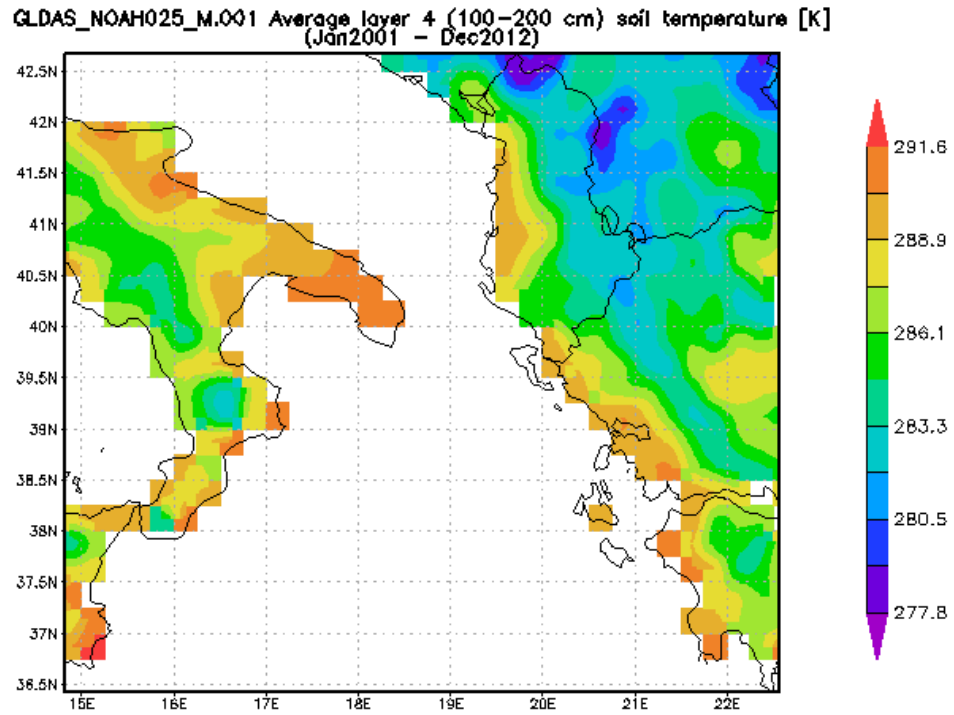 GLDAS_NOAH025_M.001 Average layer 4 (100-200 cm) soil temperature [K]
(Jan2001 - Dec2012)
42.5N
42N
41.5N
41N
40.5N
40N
39.5N
39N
38.5N
38N
37.5N
37N
36.5N
15E 16E 17E 18E 19E 20E 21E 22E
291.6
288.9
286.1
283.3
280.5
277.8